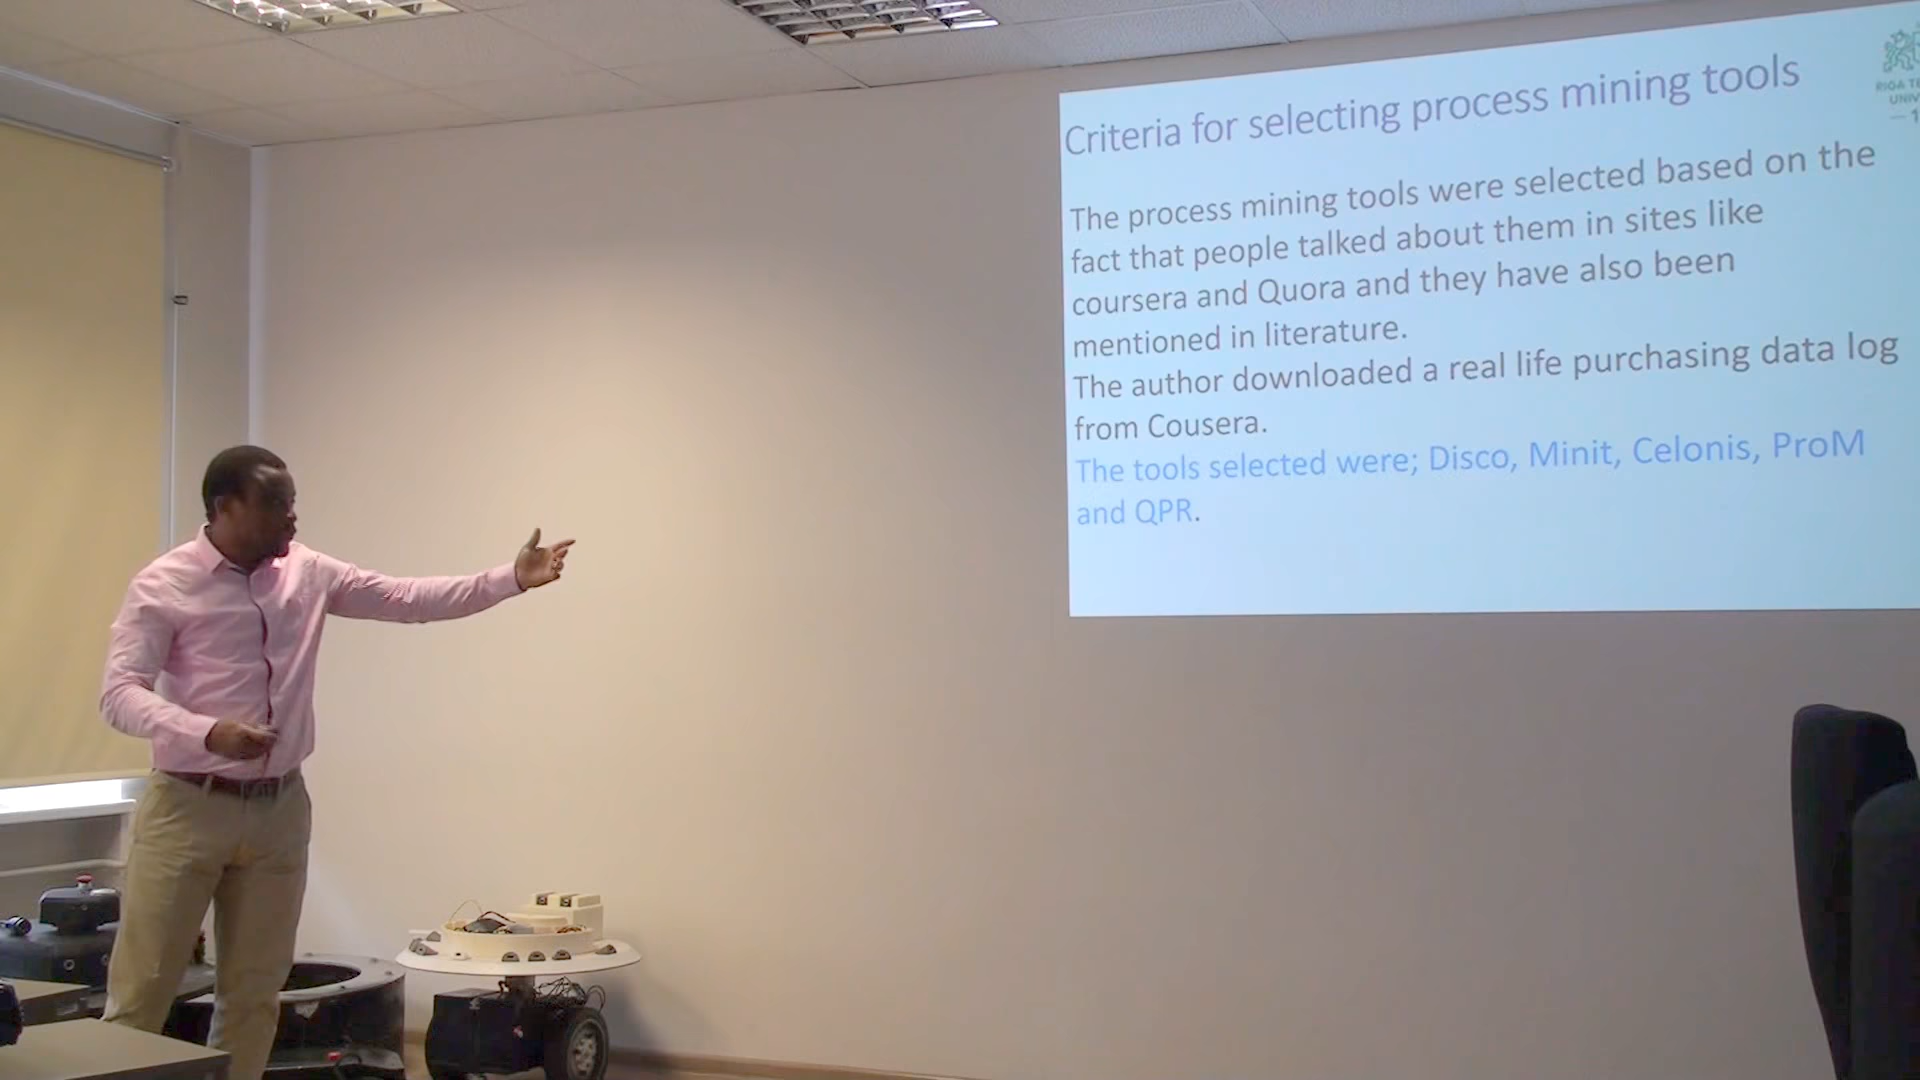 Criteria for selecting process mining tools
The process mining tools were selected based on the
fact that people talked about them in sites like
coursera and Quora and they have also been
mentioned in literature.
The author downloaded a real life purchasing data log
from Cousera.
The tools selected were; Disco, Minit, Celonis, ProM
and QPR.
RIGA